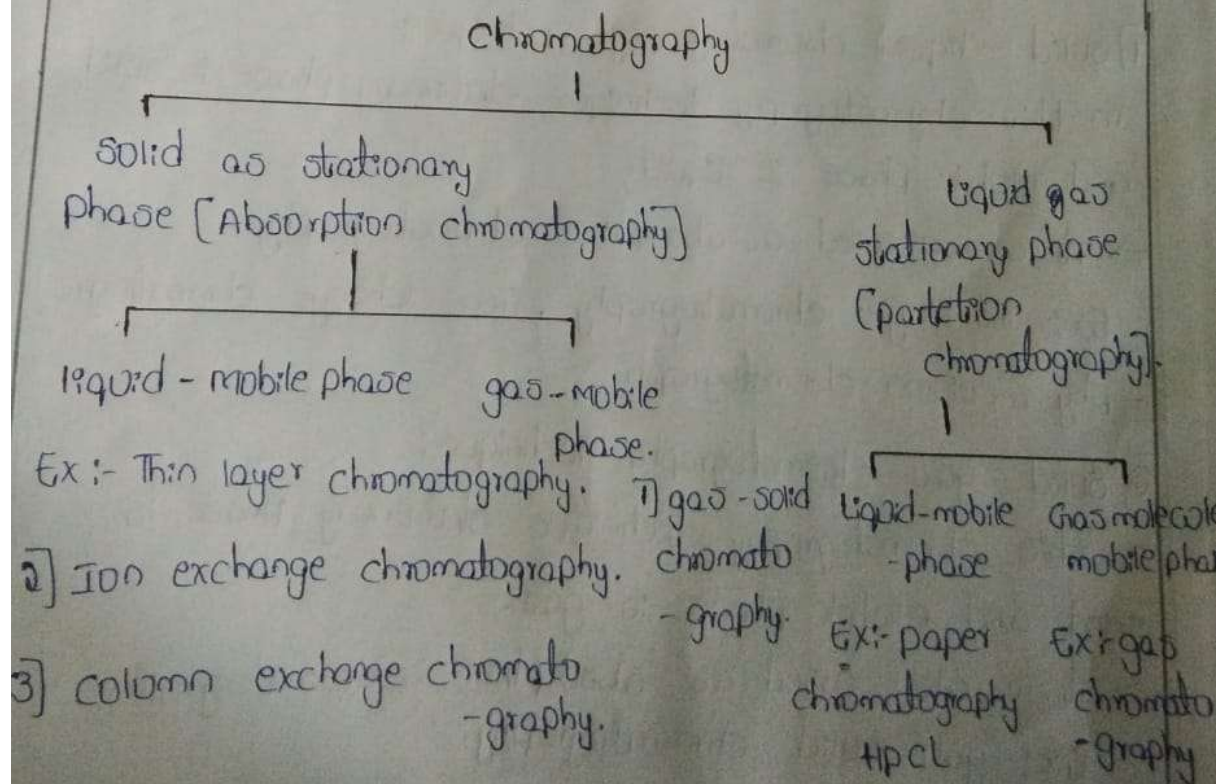 Chromatography
Solid as stationary
phase [Absorption chromatography]
liquid - mobile phase
gas - mobile
phase.
Ex :- Thin layer chromatography.
2] Ion exchange chromatography.
3] colomn exchange chromato
-graphy.
1] gas - solid
chromato
-graphy.
Liquid gas
stationary phase
[partetion
chromatography].
Liquid-mobile
-phase
Ex:- paper
chromatography
HPCL
Gas molecule
mobile pha
Ex:- gap
chromato
-graphy